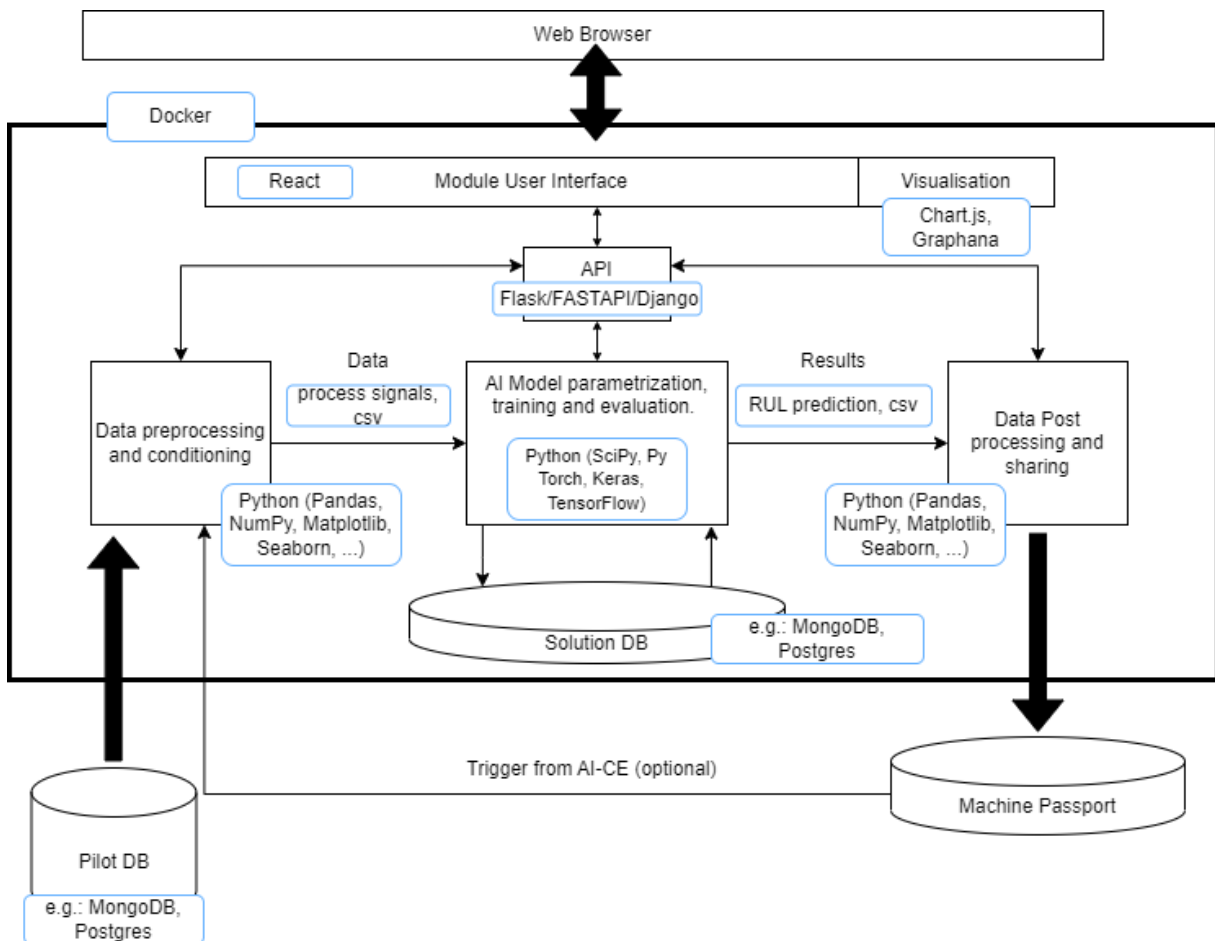 Web Browser
Docker
React
Module User Interface
Visualisation
Chart.js,
Graphana
API
Flask/FASTAPI/Django
Data
process signals,
csv
AI Model parametrization,
training and evaluation.
Results
RUL prediction, csv
Data preprocessing
and conditioning
Python (SciPy, Py
Torch, Keras,
TensorFlow)
Data Post
processing and
sharing
Python (Pandas,
NumPy, Matplotlib,
Seaborn, ...)
Python (Pandas,
NumPy, Matplotlib,
Seaborn, ...)
Solution DB
e.g.: MongoDB,
Postgres
Trigger from AI-CE (optional)
Machine Passport
Pilot DB
e.g.: MongoDB,
Postgres